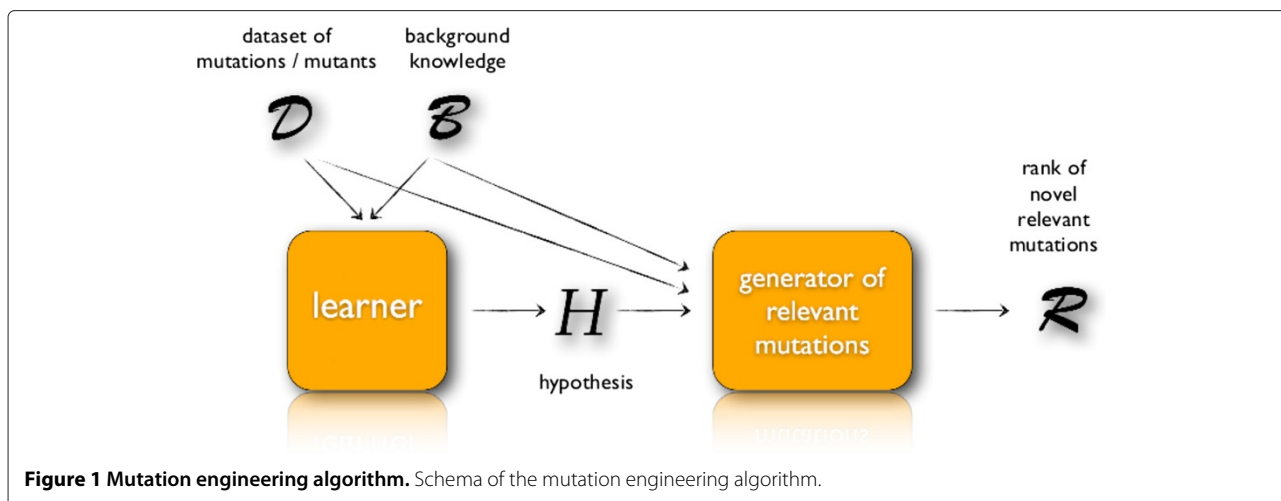 dataset of
mutations / mutants
background
knowledge
D
B
rank of
novel
relevant
mutations
learner
H
generator of
relevant
mutations
R
hypothesis
Figure 1 Mutation engineering algorithm. Schema of the mutation engineering algorithm.